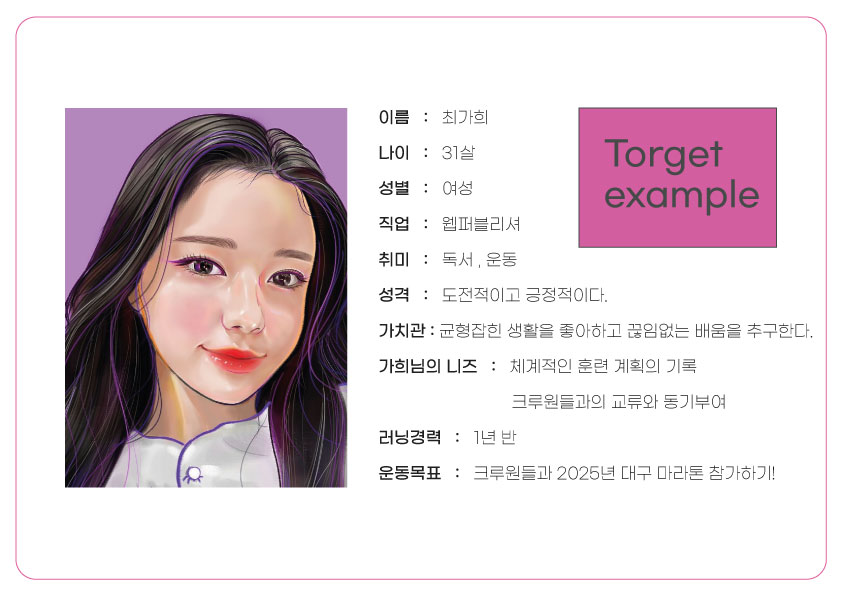 이름 : 최가희
나이 : 31살
성별 : 여성
직업 : 웹퍼블리셔
취미 : 독서 , 운동
성격 : 도전적이고 긍정적이다.
가치관 : 균형잡힌 생활을 좋아하고 끊임없는 배움을 추구한다.
가희님의 니즈 : 체계적인 훈련 계획의 기록
크루원들과의 교류와 동기부여
러닝경력 : 1년 반
운동목표 : 크루원들과 2025년 대구 마라톤 참가하기!
Torget
example